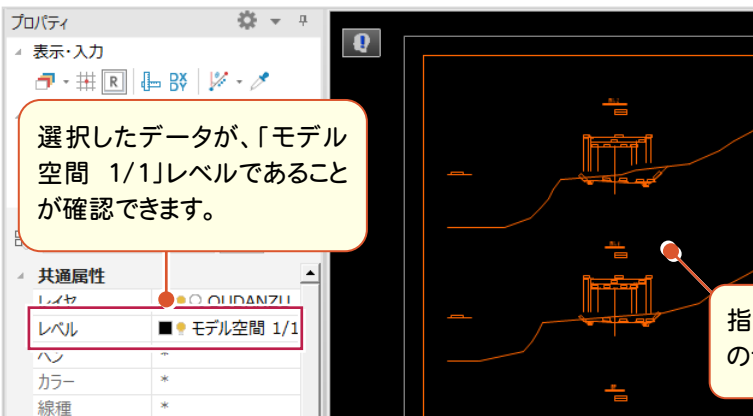 プロパティ
表示・入力
選択したデータが、「モデル
空間 1/1」レベルであること
が確認できます。
共通属性
レイヤ OUDANZU
レベル モデル空間 1/1
ペン *
カラー *
線種 *
指
の